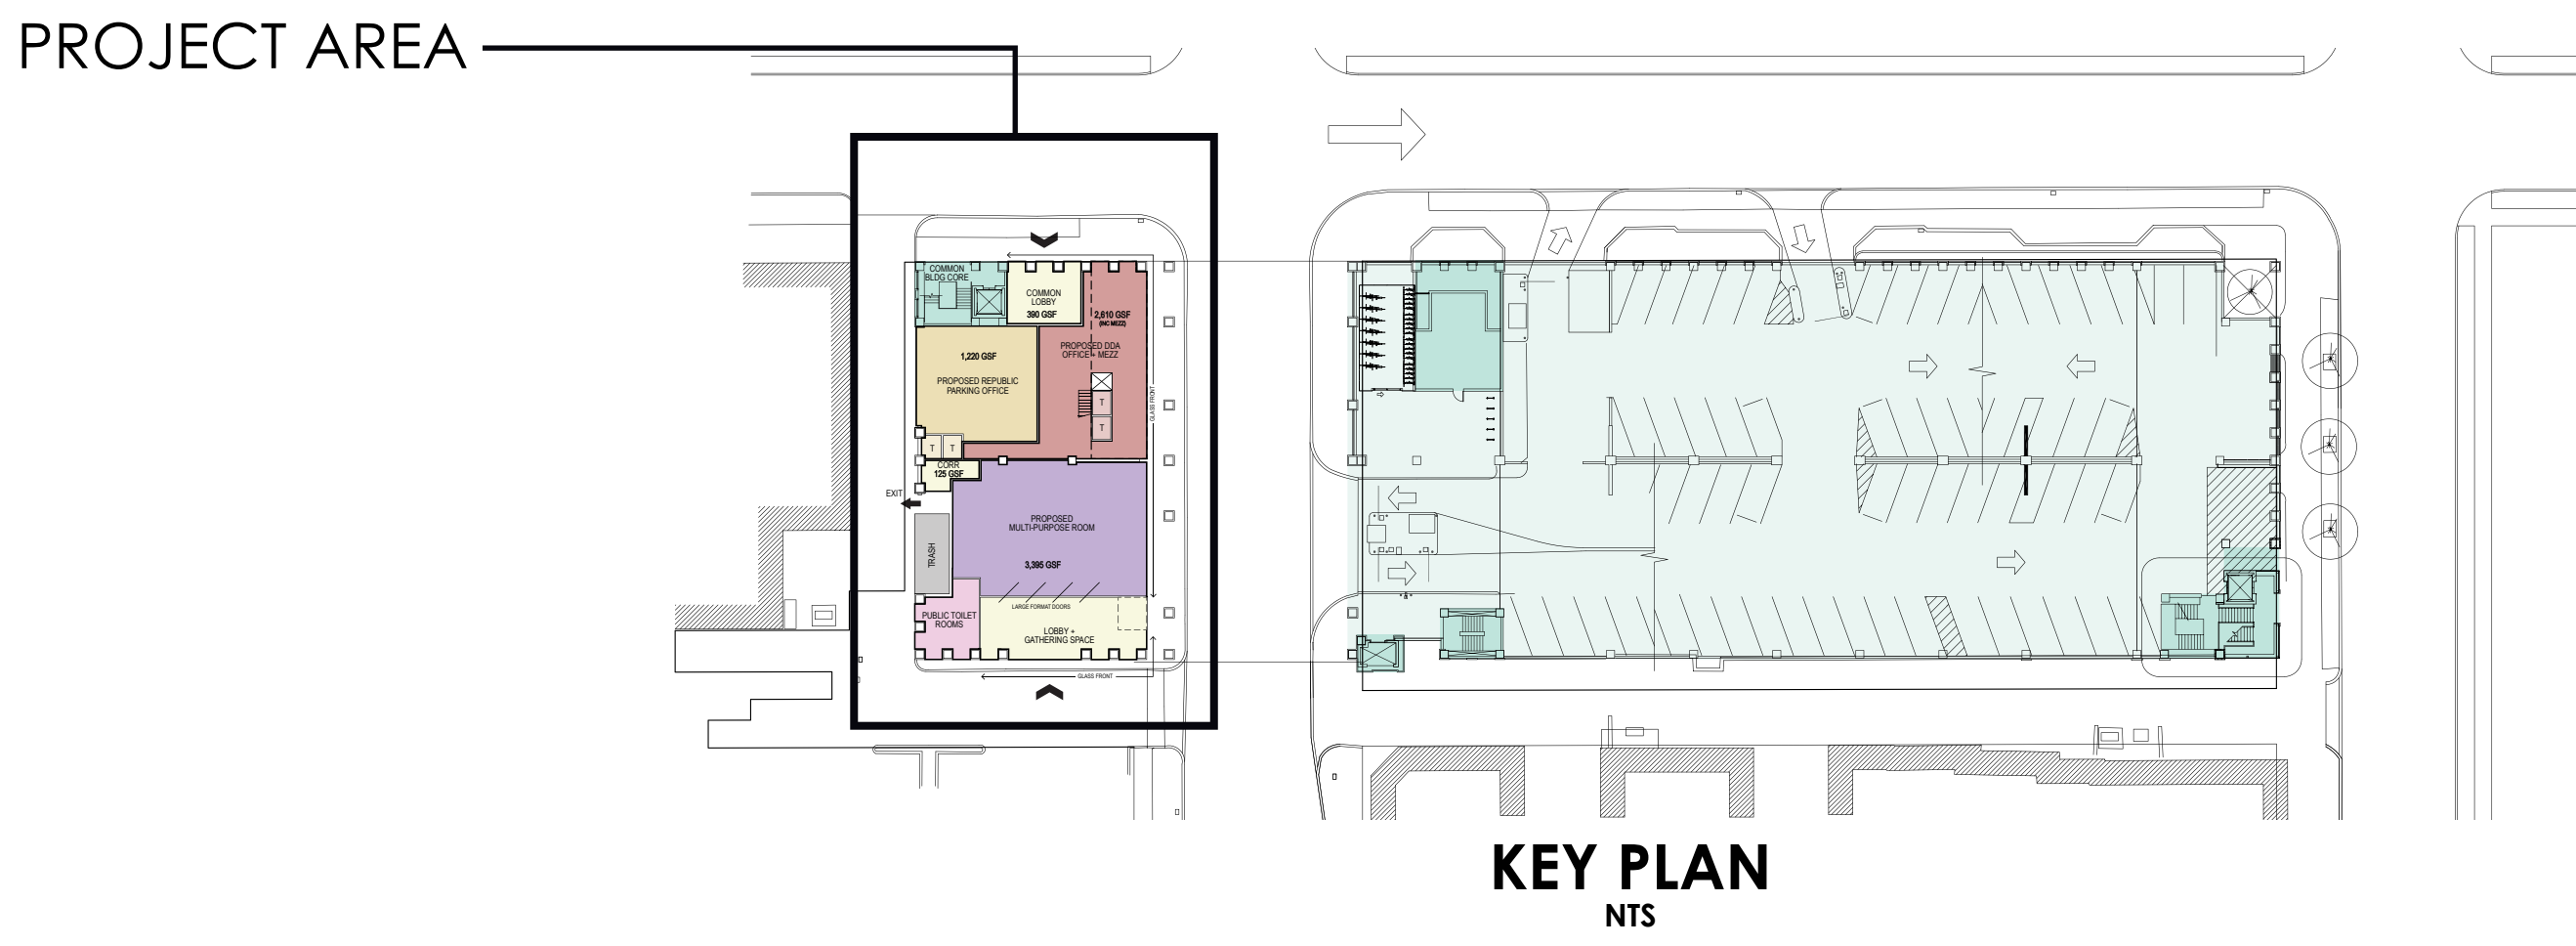 PROJECT AREA
COMMON
BLDG CORE
COMMON
LOBBY
390 GSF
2,610 GSF
(INC MEZZ)
PROPOSED DDA
OFFICE + MEZZ
1,220 GSF
PROPOSED REPUBLIC
PARKING OFFICE
T
T
T
T
GLASS FRONT
CORR
125 GSF
EXIT
PROPOSED
MULTI-PURPOSE ROOM
3,395 GSF
TRASH
LARGE FORMAT DOORS
PUBLIC TOILET
ROOMS
LOBBY +
GATHERING SPACE
GLASS FRONT
KEY PLAN
NTS